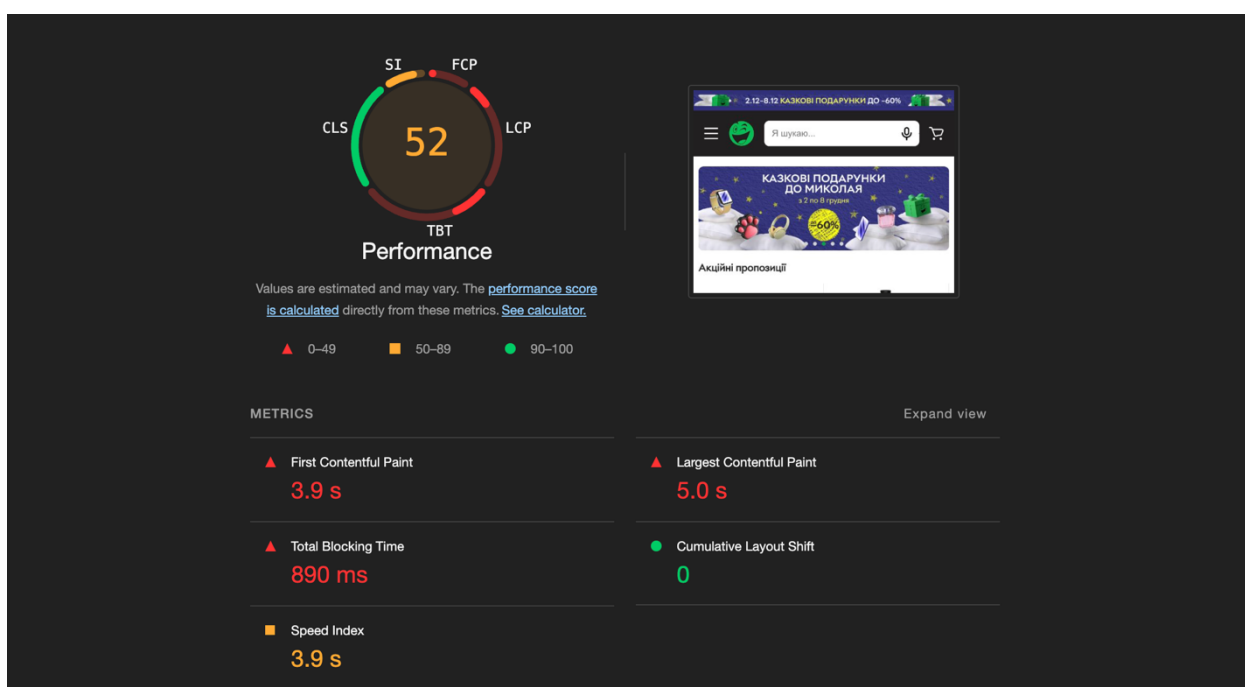 SI
FCP
CLS
52
LCP
TBT
Performance
Values are estimated and may vary. The performance score
is calculated directly from these metrics. See calculator.
0–49
50–89
90–100
2.12-8.12 КАЗКОВІ ПОДАРУНКИ ДО -60%
Я шукаю...
КАЗКОВІ ПОДАРУНКИ
ДО МИКОЛАЯ
з 2 по 8 грудня
-60%
Акційні пропозиції
METRICS
Expand view
First Contentful Paint
3.9 s
Largest Contentful Paint
5.0 s
Total Blocking Time
890 ms
Cumulative Layout Shift
0
Speed Index
3.9 s